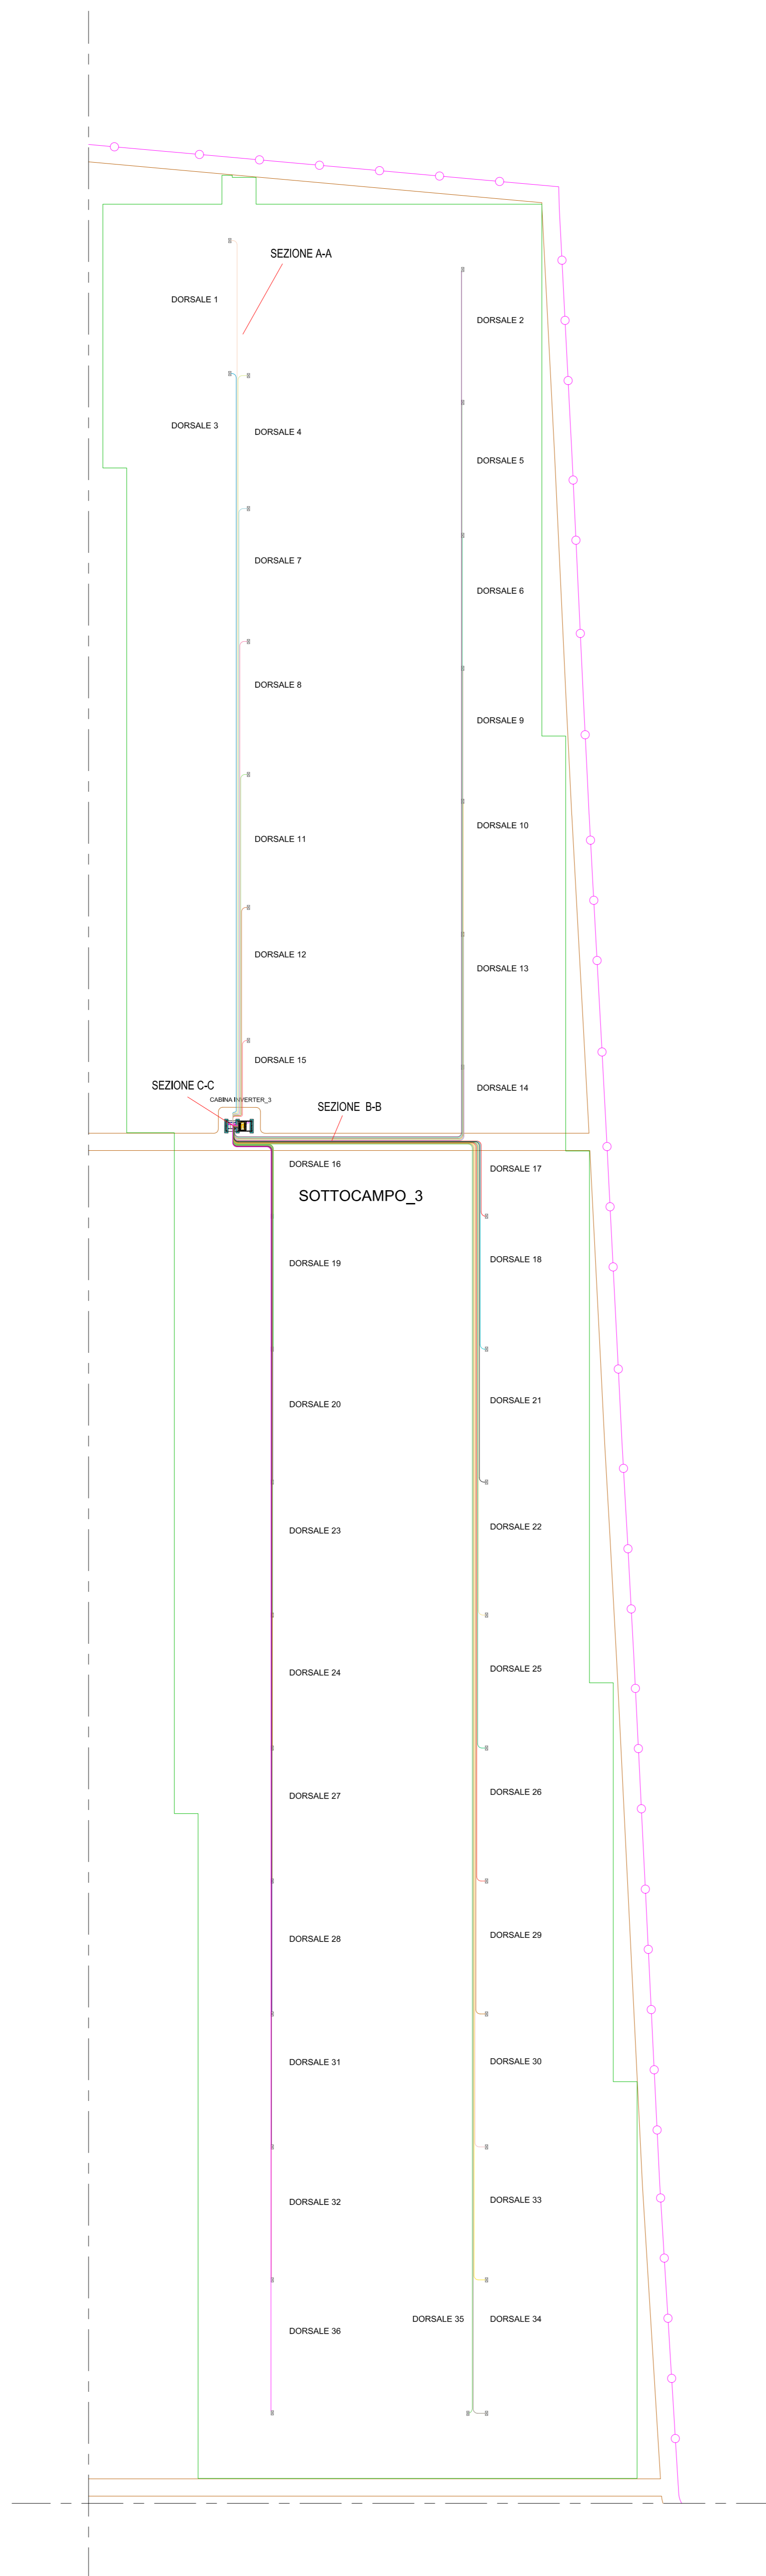 SEZIONE A-A
DORSALE 1
DORSALE 2
DORSALE 3
DORSALE 4
DORSALE 5
DORSALE 7
DORSALE 6
DORSALE 8
DORSALE 9
DORSALE 10
DORSALE 11
DORSALE 12
DORSALE 13
DORSALE 15
SEZIONE C-C
DORSALE 14
CABINA INVERTER_3
SEZIONE B-B
DORSALE 16
DORSALE 17
SOTTOCAMPO_3
DORSALE 18
DORSALE 19
DORSALE 21
DORSALE 20
DORSALE 22
DORSALE 23
DORSALE 25
DORSALE 24
DORSALE 26
DORSALE 27
DORSALE 29
DORSALE 28
DORSALE 30
DORSALE 31
DORSALE 33
DORSALE 32
DORSALE 35
DORSALE 34
DORSALE 36